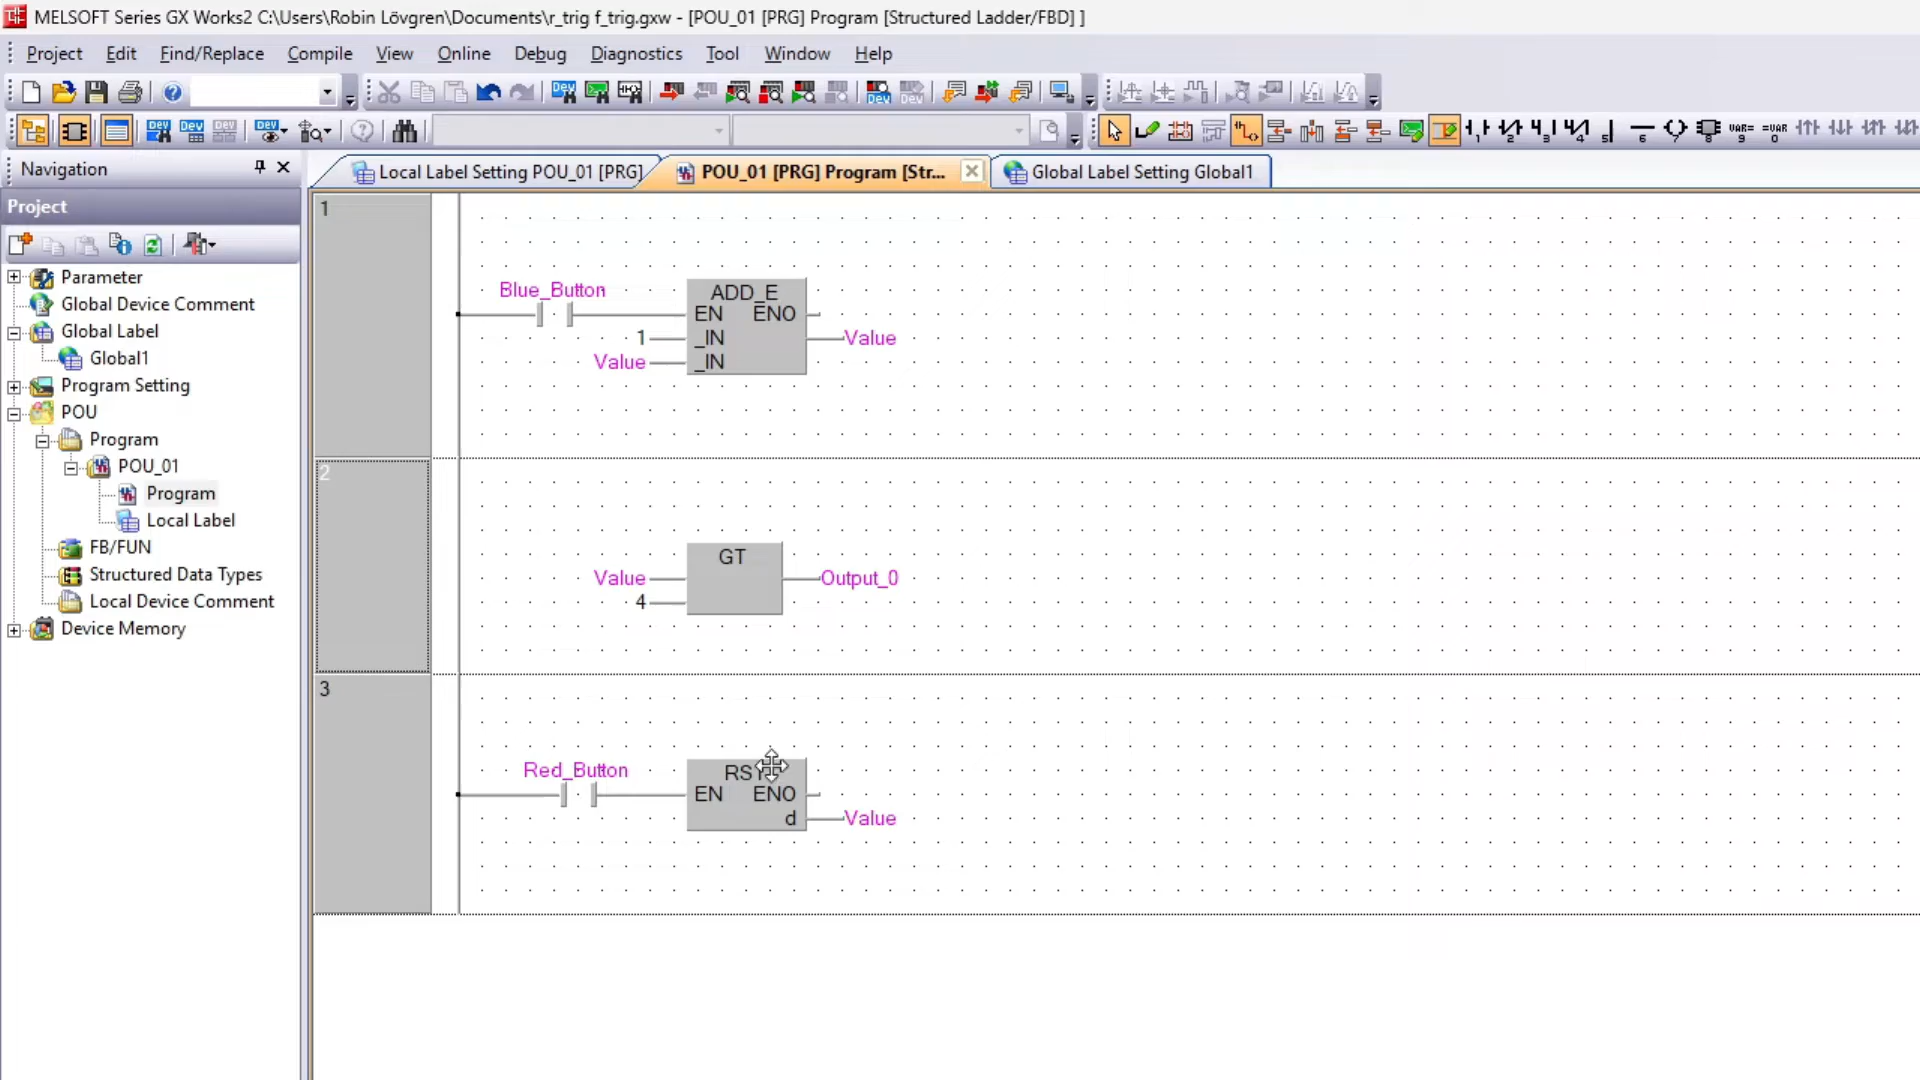 MELSOFT Series GX Works2 C:\Users\Robin Lövgren\Documents\r_trig f_trig.gxw - [POU_01 [PRG] Program [Structured Ladder/FBD] ]
Project Edit Find/Replace Compile View Online Debug Diagnostics Tool Window Help
Navigation
Local Label Setting POU_01 [PRG] POU_01 [PRG] Program [Str... Global Label Setting Global1
Project
Parameter
Global Device Comment
Global Label
Global1
Program Setting
POU
Program
POU_01
Program
Local Label
FB/FUN
Structured Data Types
Local Device Comment
Device Memory
1
Blue_Button
ADD_E
EN ENO
1 _IN Value
Value _IN
2
GT
Value Output_0
4
3
Red_Button
EN ENO
d Value